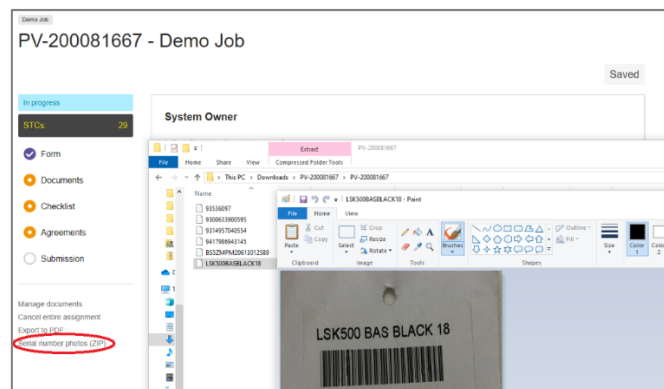 Demo Job
PV-200081667 - Demo Job
Saved
In progress
STCs: 29
Form
Documents
Checklist
Agreements
Submission
Manage documents
Cancel entire assignment
Export to PDF
Serial number photos (ZIP)
System Owner
Extract
PV-200081667
File Home Share View Compressed Folder Tools
This PC > Downloads > PV-200081667 > PV-200081667
Name
93536097
9300633900595
9314957040554
9417986943145
LSK500BASBLACK18
LSK500BASBLACK18 - Paint
File Home View
Paste
Cut
Copy
Clipboard
Select
Crop
Resize
Rotate
Image
Tools
Brushes
Shapes
Outline
Fill
Size
Color 1
Color 2
LSK500 BAS BLACK 18